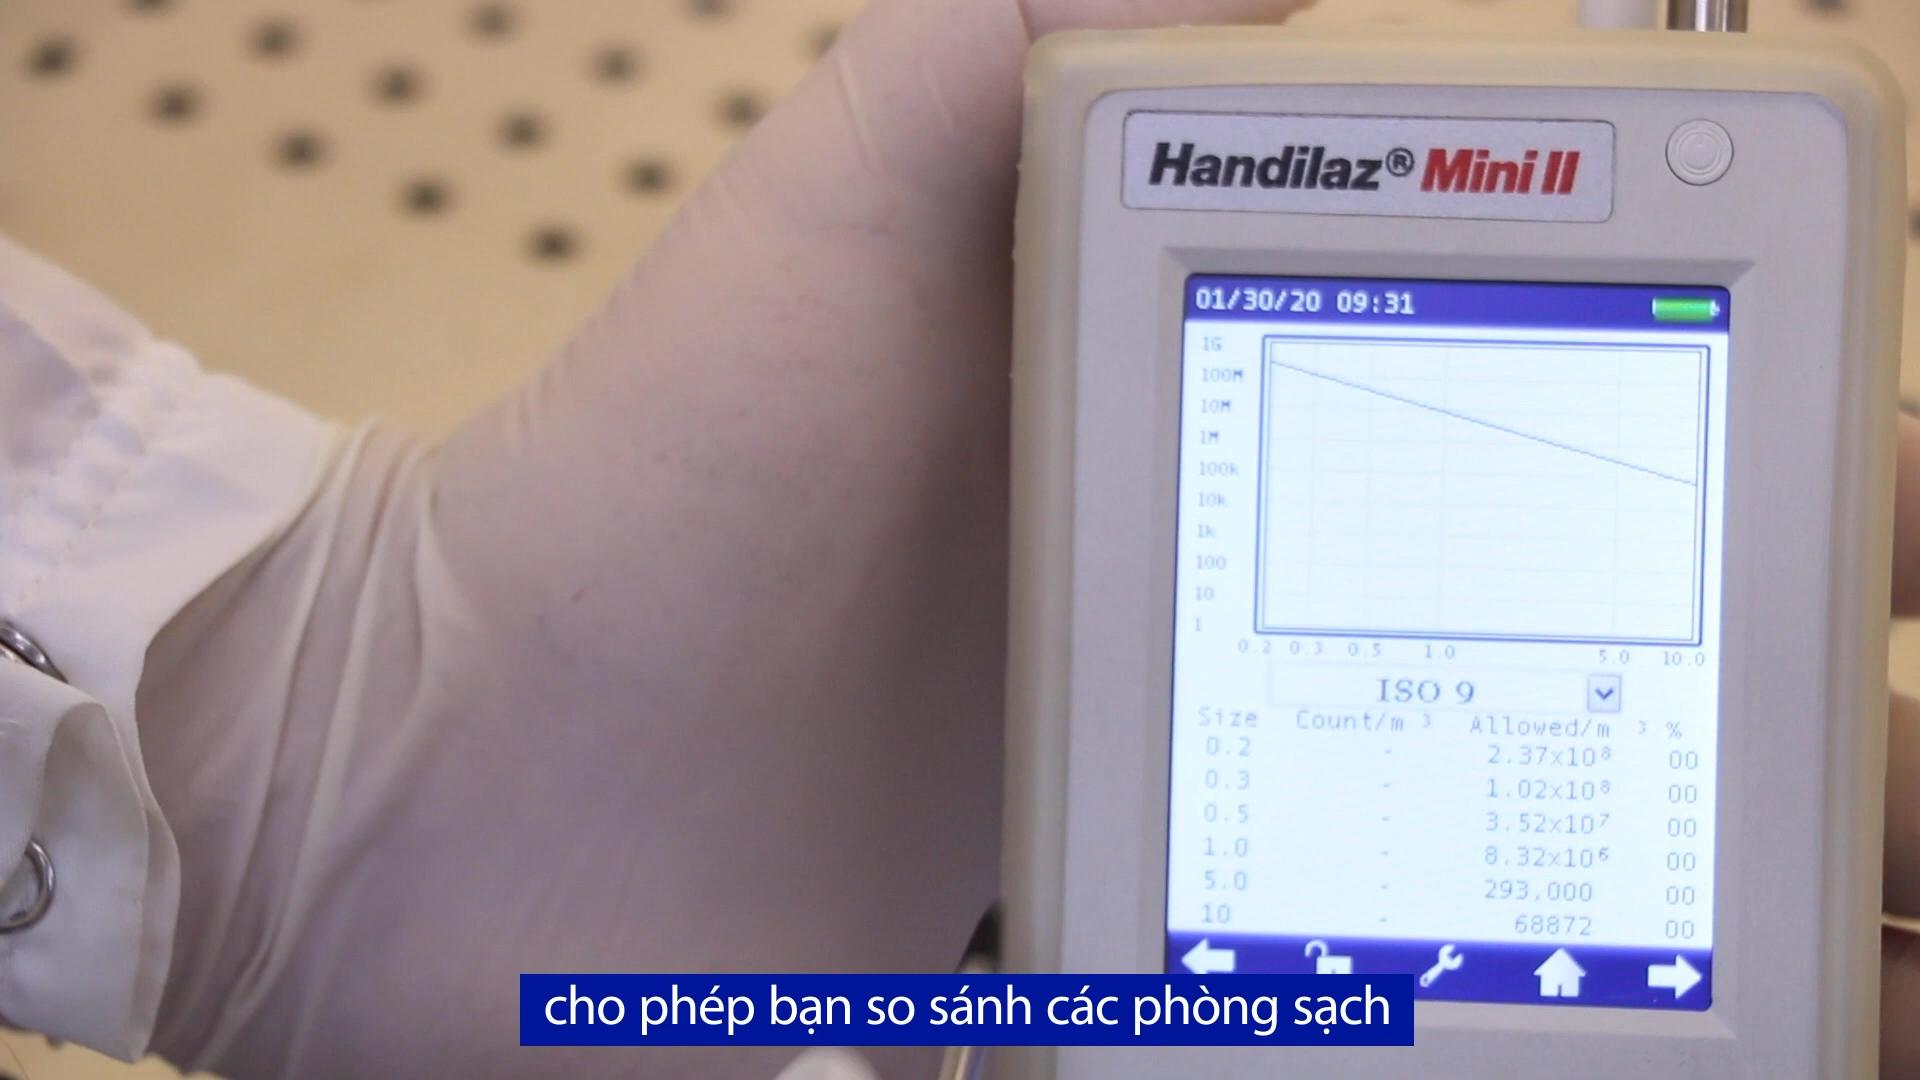 Handilaz® Mini II
01/30/20 09:31
1G
100M
10M
1M
100k
10k
1k
100
10
1
0.2 0.3 0.5 1.0 5.0 10.0
ISO 9
Size Count/m ³ Allowed/m ³ %
0.2 - 2.37x10⁸ 00
0.3 - 1.02x10⁸ 00
0.5 - 3.52x10⁷ 00
1.0 - 8.32x10⁶ 00
5.0 - 293,000 00
10 - 68872 00
cho phép bạn so sánh các phòng sạch